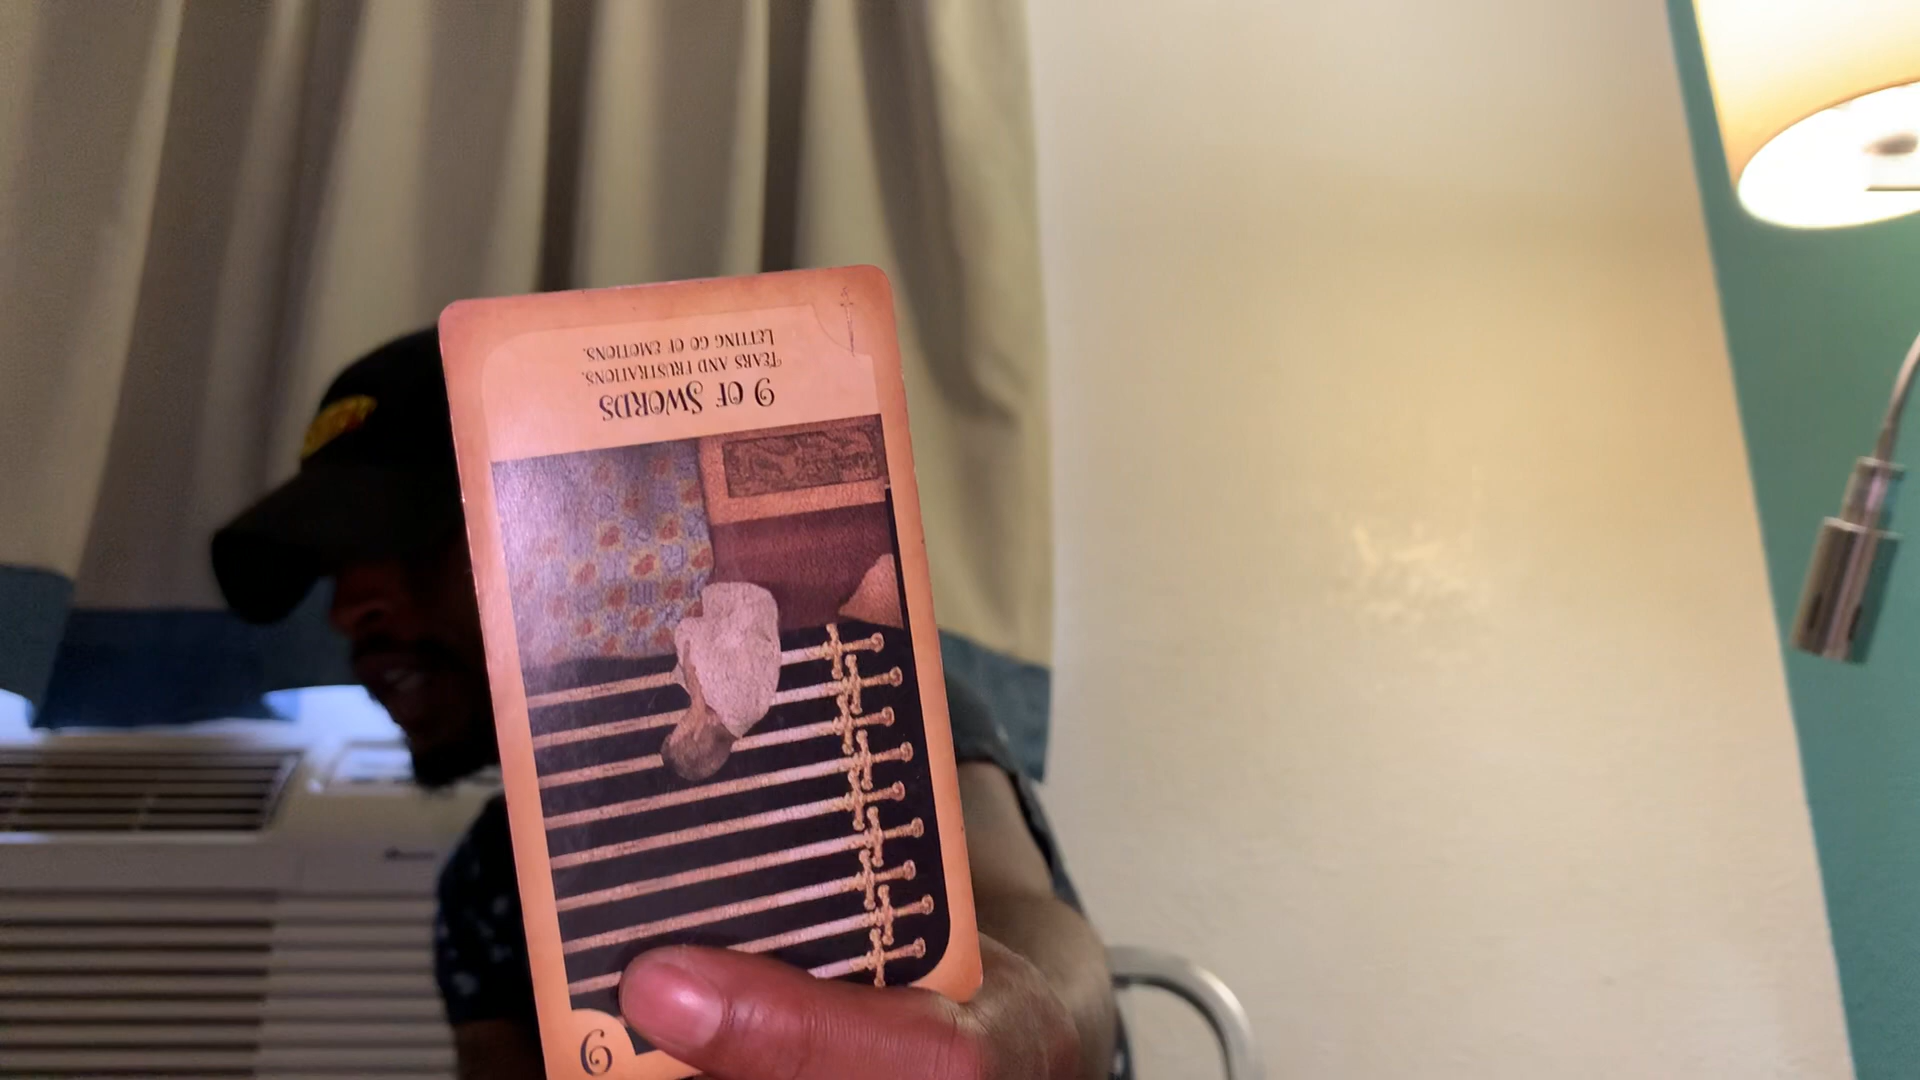 9
9 of Swords
Tears and frustrations.
Letting go of emotions.